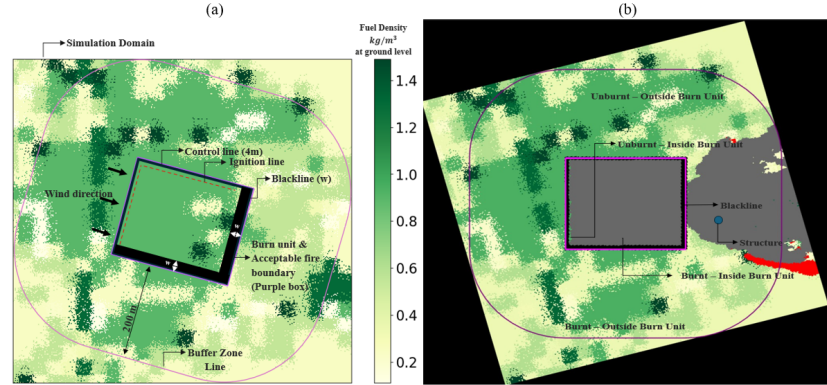 (a)
Simulation Domain
Control line (4m)
Ignition line
Blackline (w)
Wind direction
w
w
Burn unit &
Acceptable fire
boundary
(Purple box)
200 m
Buffer Zone
Line
Fuel Density
kg/m³
at ground level
1.4
1.2
1.0
0.8
0.6
0.4
0.2
(b)
Unburnt – Outside Burn Unit
Unburnt – Inside Burn Unit
Blackline
Structure
Burnt – Inside Burn Unit
Burnt – Outside Burn Unit